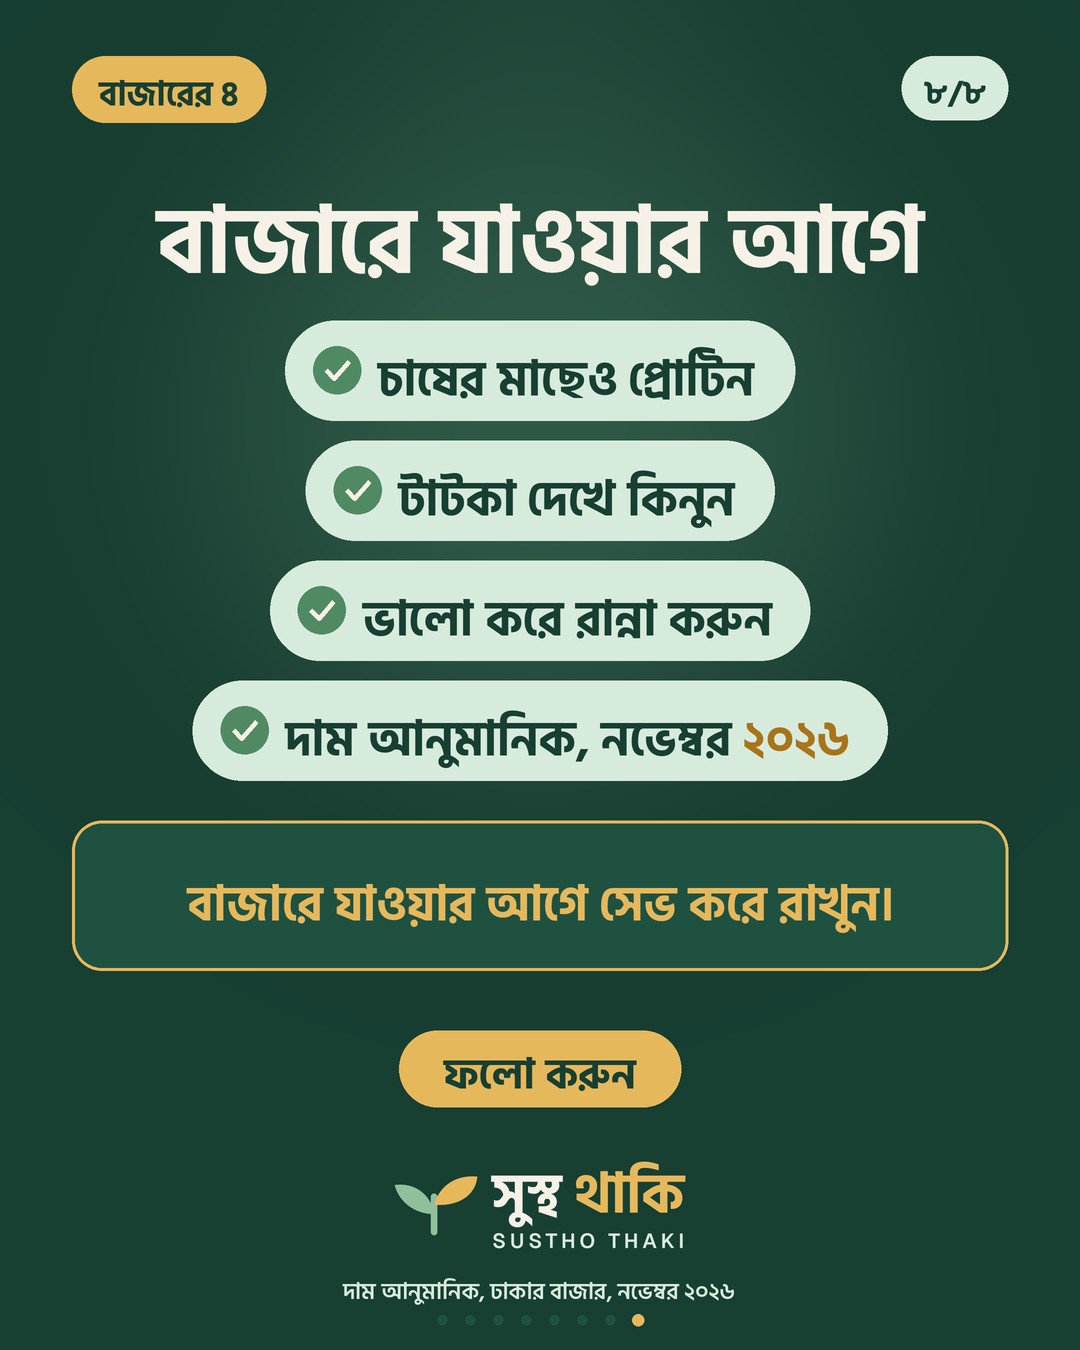 বাজারের ৪
৮/৮
বাজারে যাওয়ার আগে
চাষের মাছেও প্রোটিন
টাটকা দেখে কিনুন
ভালো করে রান্না করুন
দাম আনুমানিক, নভেম্বর ২০২৬
বাজারে যাওয়ার আগে সেভ করে রাখুন।
ফলো করুন
সুস্থ থাকি
SUSTHO THAKI
দাম আনুমানিক, ঢাকার বাজার, নভেম্বর ২০২৬